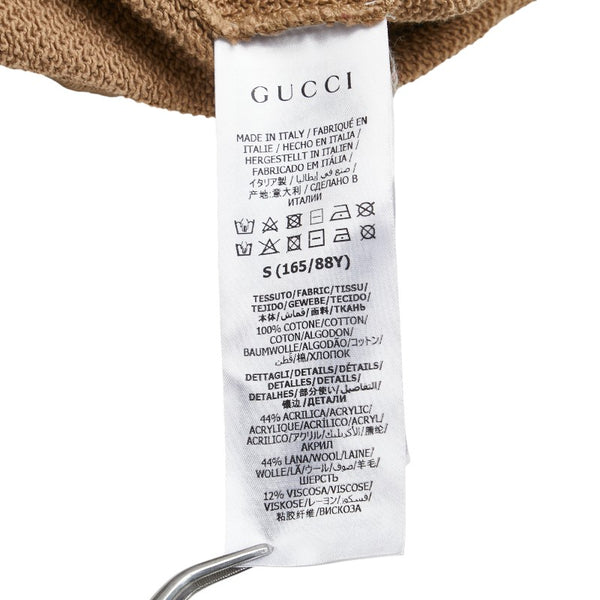 GUCCI
MADE IN ITALY / FABRIQUÉ EN
ITALIE / HECHO EN ITALIA /
HERGESTELLT IN ITALIEN /
FABRICADO EM ITÁLIA /
イタリア製 / صنع في إيطاليا /
产地:意大利 / СДЕЛАНО В
ИТАЛИИ
S (165/88Y)
TESSUTO/FABRIC/TISSU/
TEJIDO/GEWEBE/TECIDO/
本体/قماش/面料/ТКАНЬ
100% COTONE/COTTON/
COTON/ALGODON/
BAUMWOLLE/ALGODÃO/コットン/
قطن/棉/ХЛОПОК
DETTAGLI/DETAILS/DÉTAILS/
DETALLES/DETAILS/
DETALHES/部分使い/التفاصيل/
镶边/ДЕТАЛИ
44% ACRILICA/ACRYLIC/
ACRYLIQUE/ACRÍLICO/ACRYL/
ACRÍLICO/アクリル/الأكريليك/腈纶/
АКРИЛ
44% LANA/WOOL/LAINE/
WOLLE/LÃ/ウール/صوف/羊毛/
ШЕРСТЬ
12% VISCOSA/VISCOSE/
VISKOSE/レーヨン/فسكوز/
粘胶纤维/ВИСКОЗА